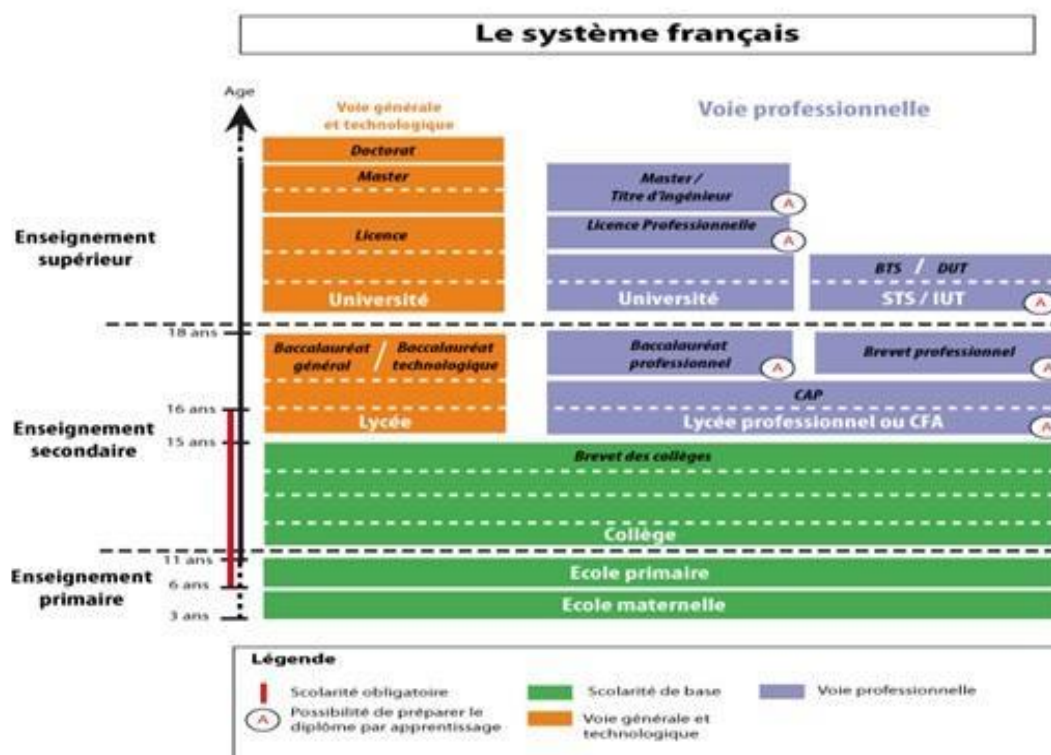 Le système français
Age
Voie générale
et technologique
Voie professionnelle
Doctorat
Master
Licence
Université
Master /
Titre d'ingénieur
A
Licence Professionnelle
A
Université
BTS / DUT
STS / IUT
A
Enseignement
supérieur
18 ans
Baccalauréat
général
/
Baccalauréat
technologique
Lycée
Baccalauréat
professionnel
A
Brevet professionnel
A
CAP
Lycée professionnel ou CFA
A
16 ans
Enseignement
secondaire
15 ans
Brevet des collèges
Collège
11 ans
Ecole primaire
Enseignement
primaire
6 ans
Ecole maternelle
3 ans
Légende
Scolarité obligatoire
A
Possibilité de préparer le
diplôme par apprentissage
Scolarité de base
Voie générale et
technologique
Voie professionnelle